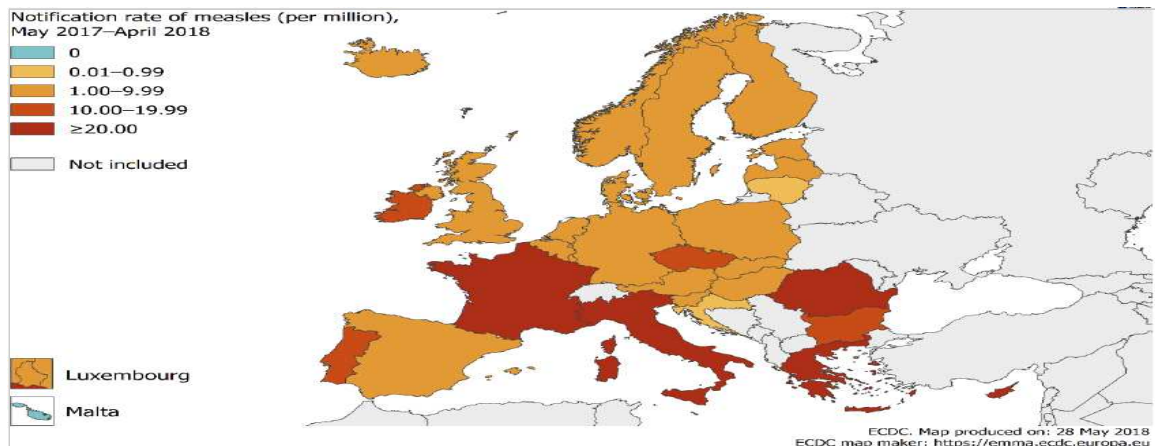 Notification rate of measles (per million),
May 2017–April 2018
0
0.01–0.99
1.00–9.99
10.00–19.99
≥20.00
Not included
Luxembourg
Malta
ECDC. Map produced on: 28 May 2018
ECDC map maker: https://emma.ecdc.europa.eu